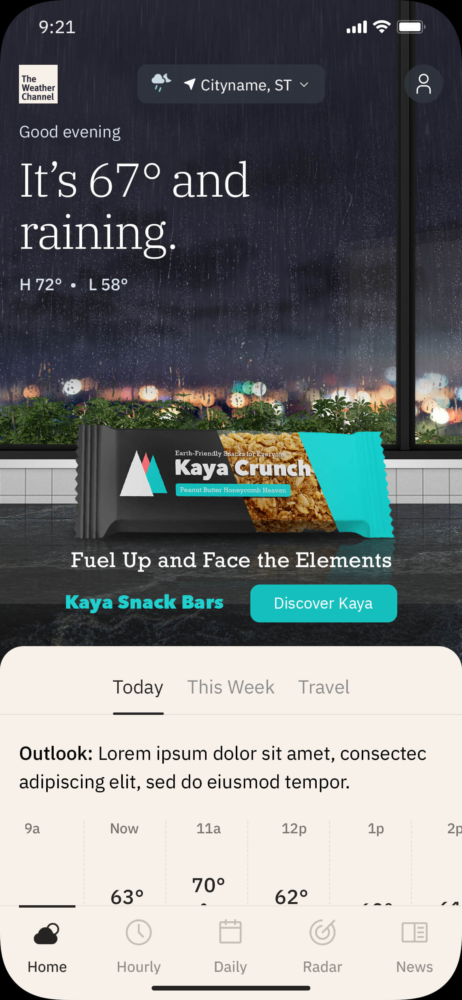 9:21
The
Weather
Channel
Cityname, ST
Good evening
It's 67° and
raining.
H 72° • L 58°
Earth-Friendly Snacks for Everyone™
Kaya Crunch
Peanut Butter Honeycomb Heaven
Fuel Up and Face the Elements
Kaya Snack Bars
Discover Kaya
Today This Week Travel
Outlook: Lorem ipsum dolor sit amet, consectec
adipiscing elit, sed do eiusmod tempor.
9a Now 11a 12p 1p 2p
70°
63° 62°
Home Hourly Daily Radar News